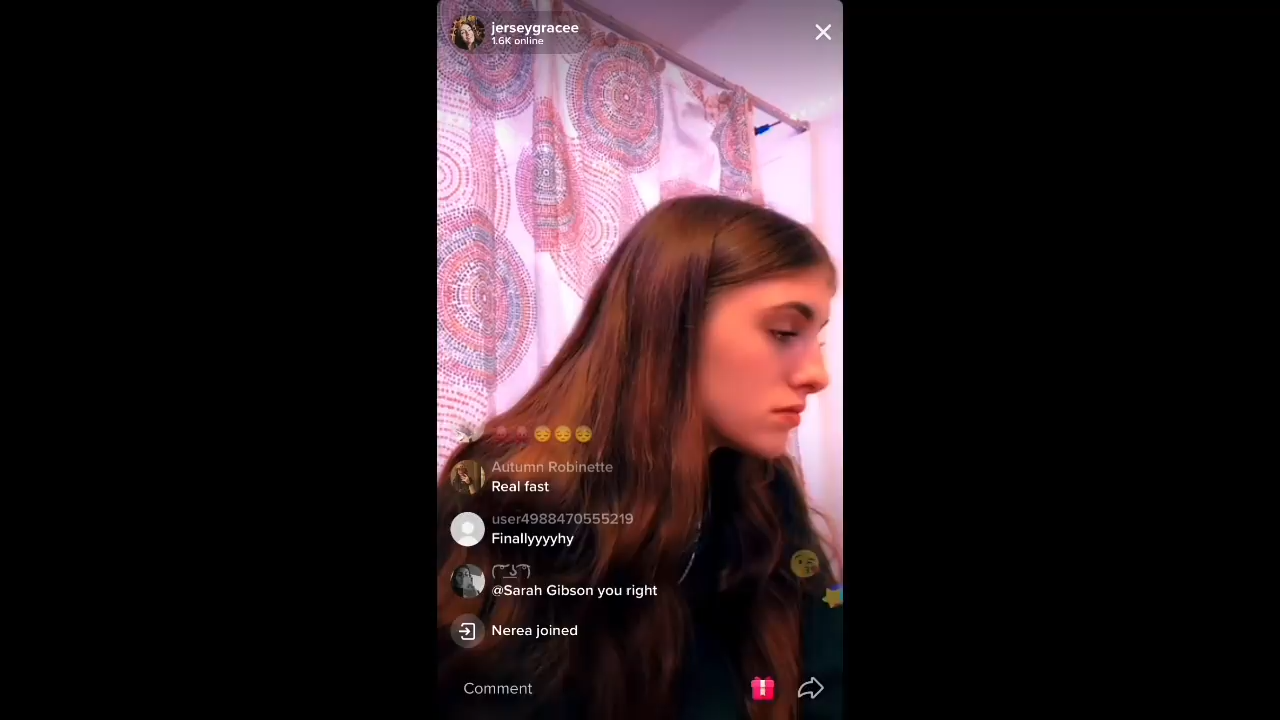 jerseygracee
1.6K online
😔😔😔
Autumn Robinette
Real fast
user4988470555219
Finallyyyyhy
( ͡° ͜ʖ ͡°)
@Sarah Gibson you right
Nerea joined
Comment